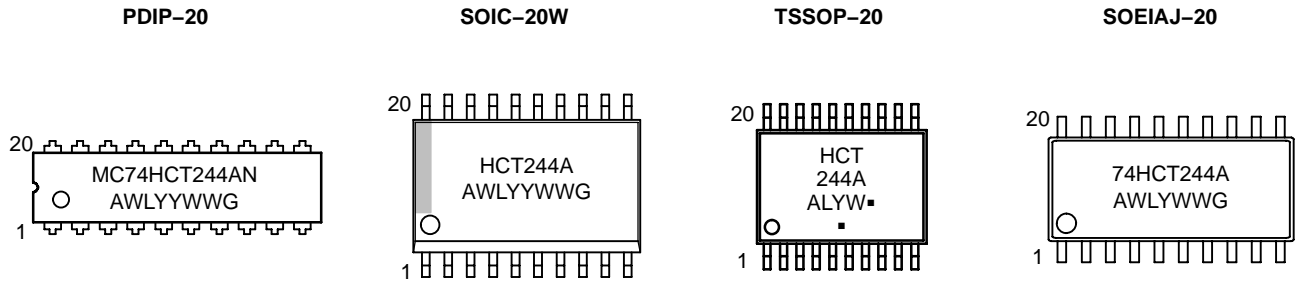 PDIP−20
SOIC−20W
TSSOP−20
SOEIAJ−20
20
MC74HCT244AN
AWLYYWWG
1
20
HCT244A
AWLYYWWG
1
20
HCT
244A
ALYW▪
▪
1
20
74HCT244A
AWLYWWG
1